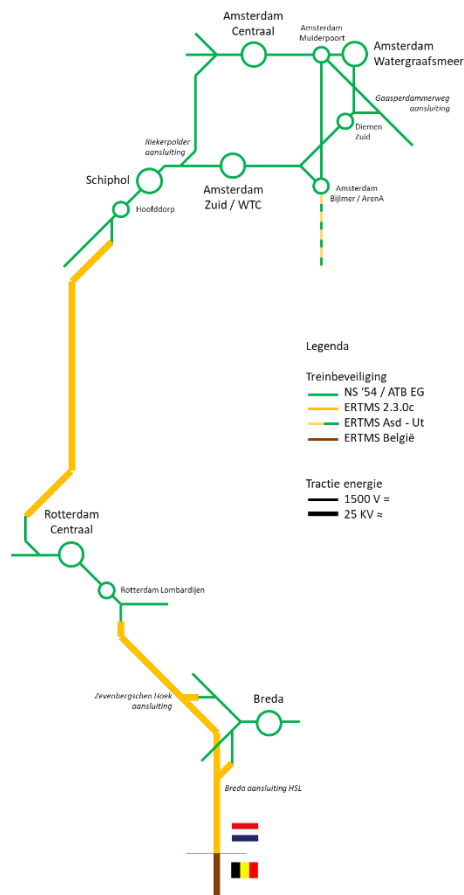 Amsterdam
Centraal
Amsterdam
Muiderpoort
Amsterdam
Watergraafsmeer
Gaasperdammerweg
aansluiting
Diemen
Zuid
Riekerpolder
aansluiting
Schiphol
Hoofddorp
Amsterdam
Zuid / WTC
Amsterdam
Bijlmer / ArenA
Legenda
Treinbeveiliging
NS '54 / ATB EG
ERTMS 2.3.0c
ERTMS Asd - Ut
ERTMS België
Tractie energie
1500 V =
25 KV ≈
Rotterdam
Centraal
Rotterdam Lombardijen
Zevenbergschen Hoek
aansluiting
Breda
Breda aansluiting HSL